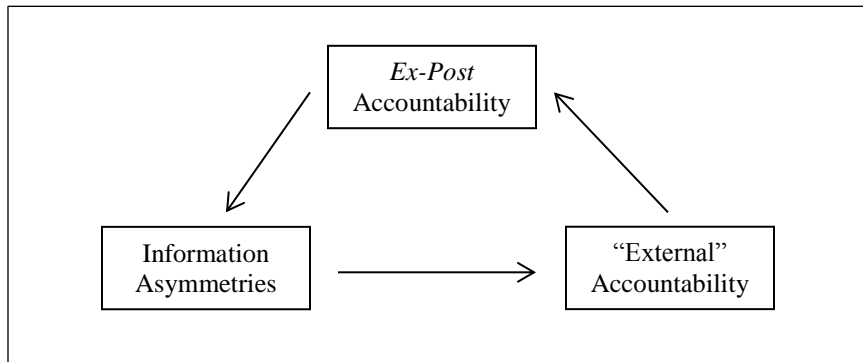 Ex-Post
Accountability
Information
Asymmetries
“External”
Accountability